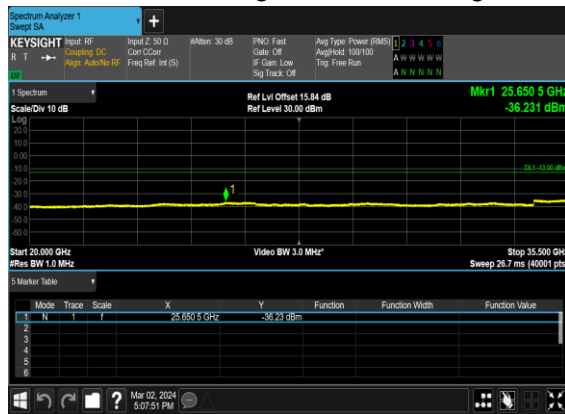 Spectrum Analyzer 1
Swept SA
+
KEYSIGHT Input: RF Input Z: 50 Ω #Atten: 30 dB PNO: Fast Avg Type: Power (RMS) 1 2 3 4 5 6
R T Coupling: DC Corr CCorr Gate: Off Avg|Hold: 100/100 A W W W W W
Align: Auto/No RF Freq Ref: Int (S) IF Gain: Low Trig: Free Run
LW Sig Track: Off A N N N N N
1 Spectrum Ref Lvl Offset 15.84 dB Mkr1 25.650 5 GHz
Scale/Div 10 dB Ref Level 30.00 dBm -36.231 dBm
Log
20.0
10.0
0.00
-10.0
DL1 -13.00 dBm
-20.0
-30.0
1
-40.0
-50.0
-60.0
Start 20.000 GHz Video BW 3.0 MHz* Stop 35.500 GHz
#Res BW 1.0 MHz Sweep 26.7 ms (40001 pts
5 Marker Table
Mode Trace Scale X Y Function Function Width Function Value
1 N 1 f 25.650 5 GHz -36.23 dBm
2
3
4
5
6
? Mar 02, 2024
5:07:51 PM